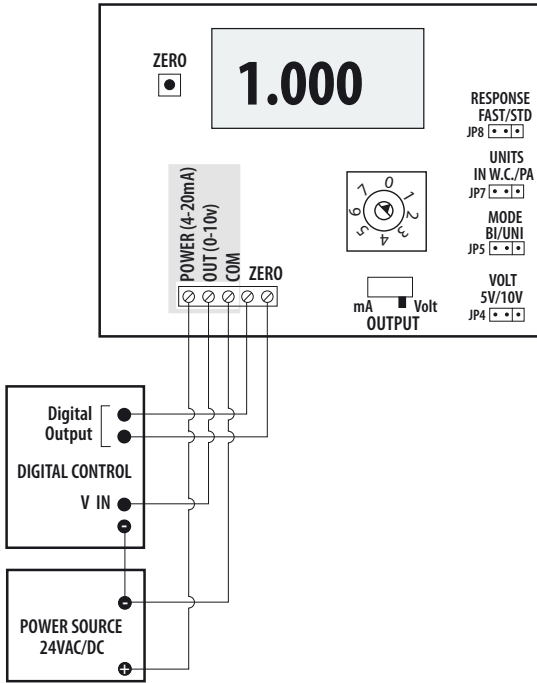 ZERO
1.000
RESPONSE
FAST/STD
JP8
UNITS
IN W.C./PA
JP7
MODE
BI/UNI
JP5
VOLT
5V/10V
JP4
0
1
2
3
4
5
6
7
mA
Volt
OUTPUT
POWER (4-20mA)
OUT (0-10v)
COM
ZERO
Digital
Output
DIGITAL CONTROL
V IN
-
-
POWER SOURCE
24VAC/DC
+